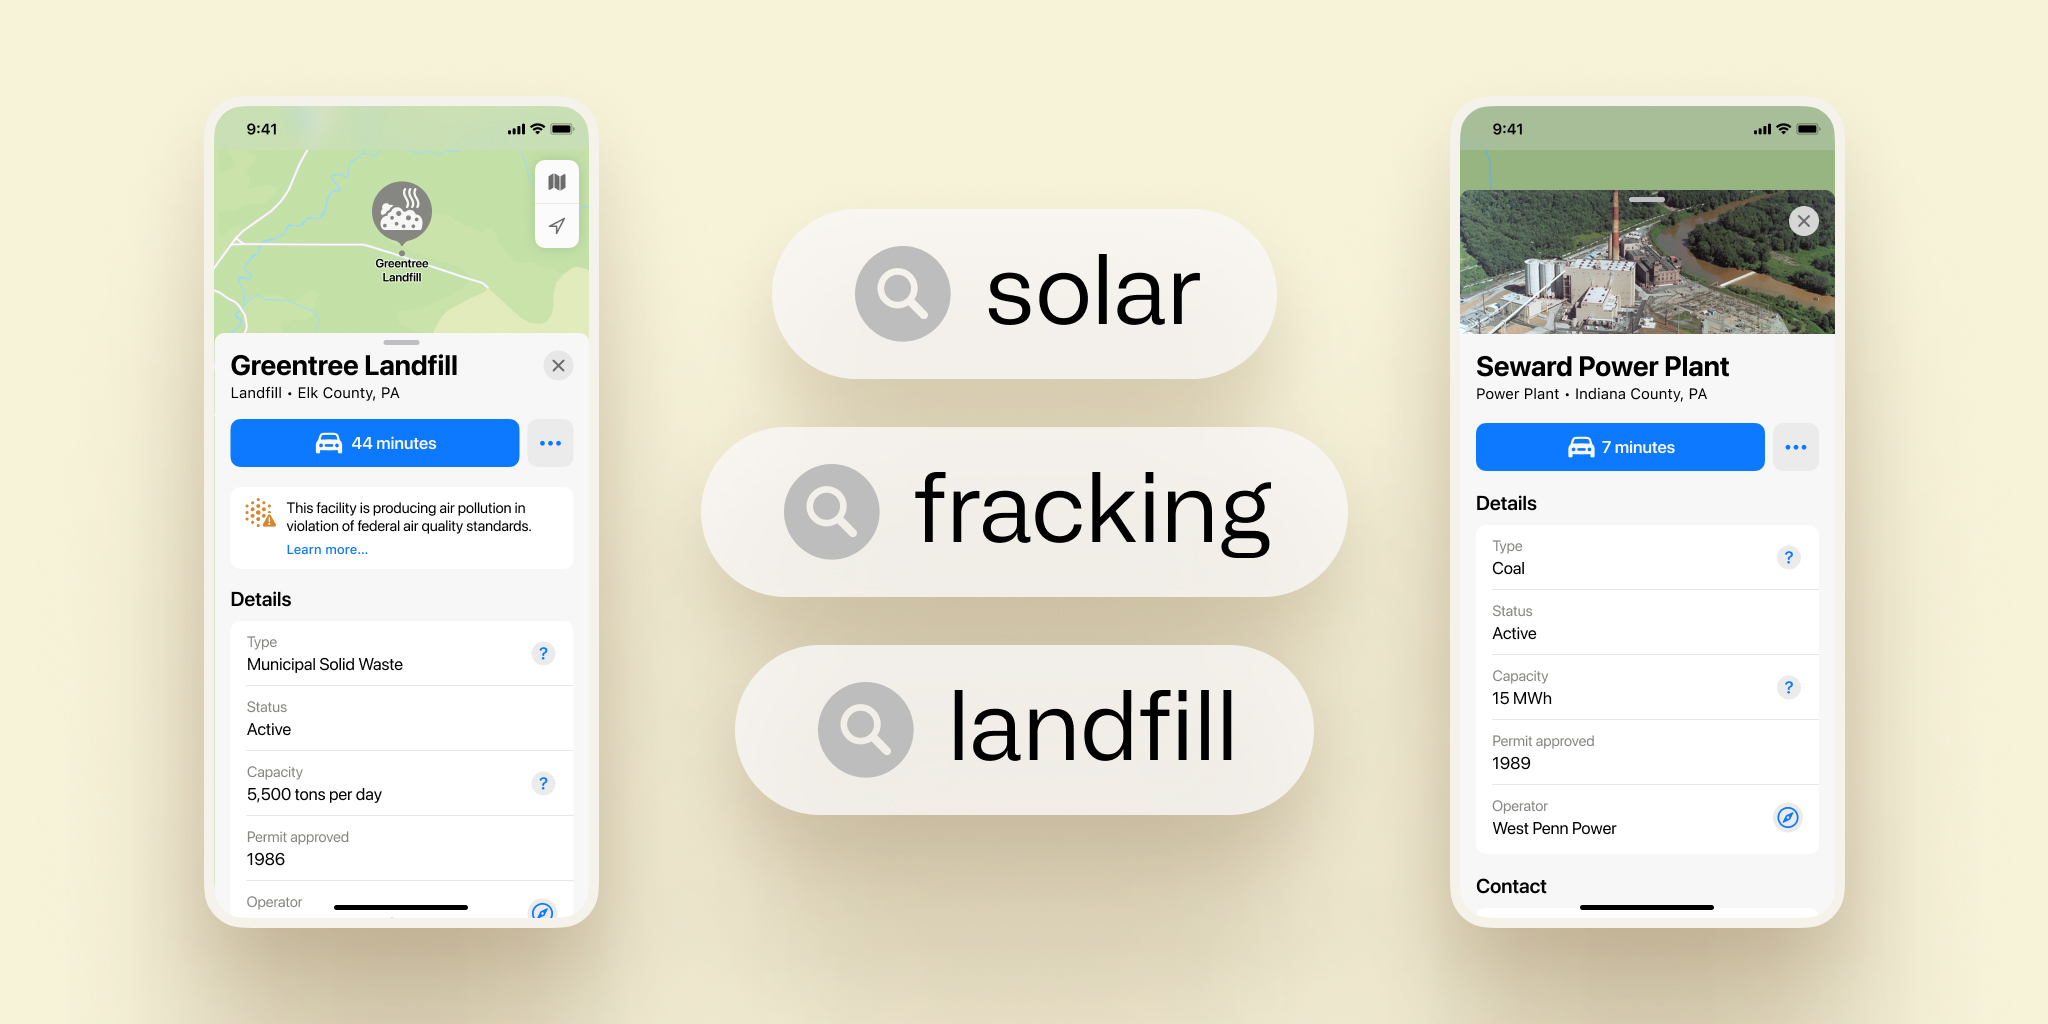 9:41
Greentree
Landfill
Greentree Landfill
Landfill • Elk County, PA
44 minutes
This facility is producing air pollution in
violation of federal air quality standards.
Learn more...
Details
Type
Municipal Solid Waste
?
Status
Active
Capacity
5,500 tons per day
?
Permit approved
1986
Operator
solar
fracking
landfill
9:41
Seward Power Plant
Power Plant • Indiana County, PA
7 minutes
Details
Type
Coal
?
Status
Active
Capacity
15 MWh
?
Permit approved
1989
Operator
West Penn Power
Contact